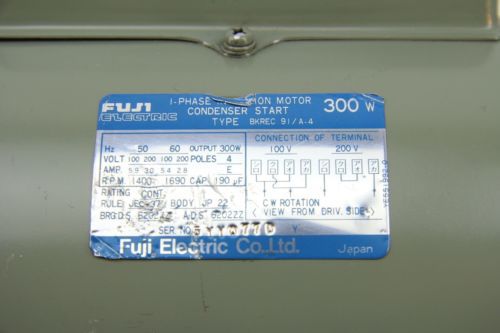 FUJI ELECTRIC
1-PHASE MOTOR
CONDENSER START
TYPE BKREC 91/A-4
300 W
Hz 50 60 OUTPUT 300W
VOLT 100 200 100 200 POLES 4
AMP. 5.9 3.0 5.4 2.8 E
R.P.M 1400 1690 CAP. 190 μF
RATING CONT.
RULE JEC-37 BODY JP 22
BRG D.S. A.D.S. 6202ZZ
SER. NO.
CONNECTION OF TERMINAL
100V 200V
CW ROTATION
(VIEW FROM DRIV. SIDE)
Y
Fuji Electric Co.Ltd.
Japan